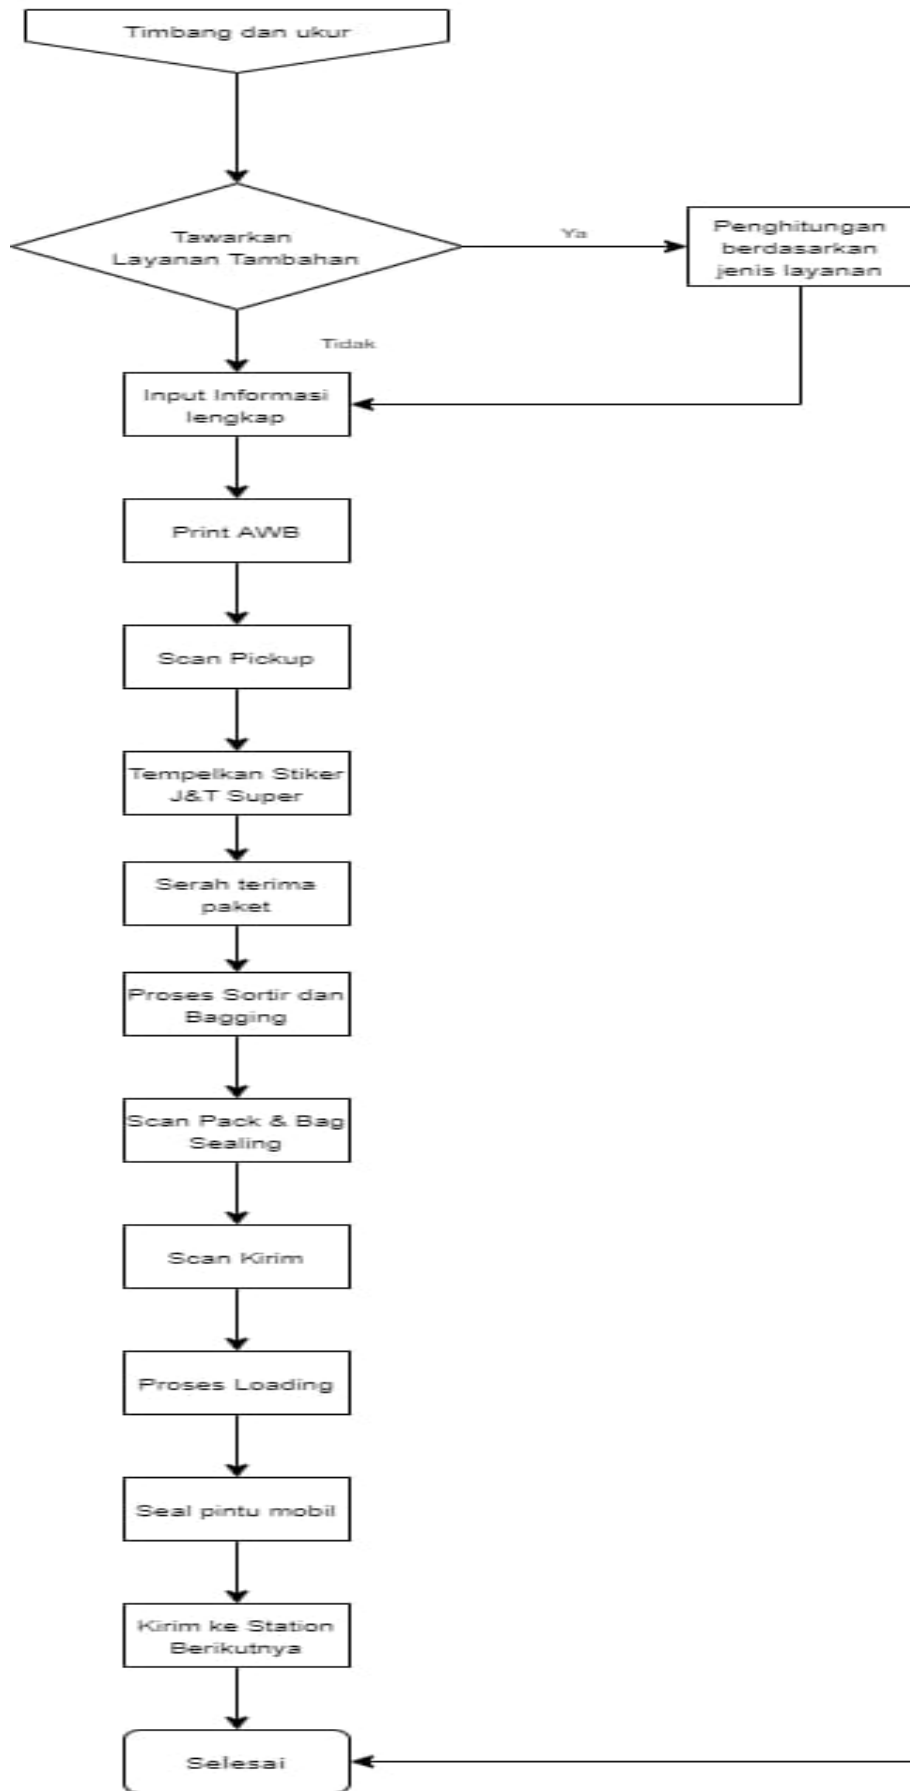 Timbang dan ukur
Tawarkan
Layanan Tambahan
Ya
Penghitungan
berdasarkan
jenis layanan
Tidak
Input Informasi
lengkap
Print AWB
Scan Pickup
Tempelkan Stiker
J&T Super
Serah terima
paket
Proses Sortir dan
Bagging
Scan Pack & Bag
Sealing
Scan Kirim
Proses Loading
Seal pintu mobil
Kirim ke Station
Berikutnya
Selesai